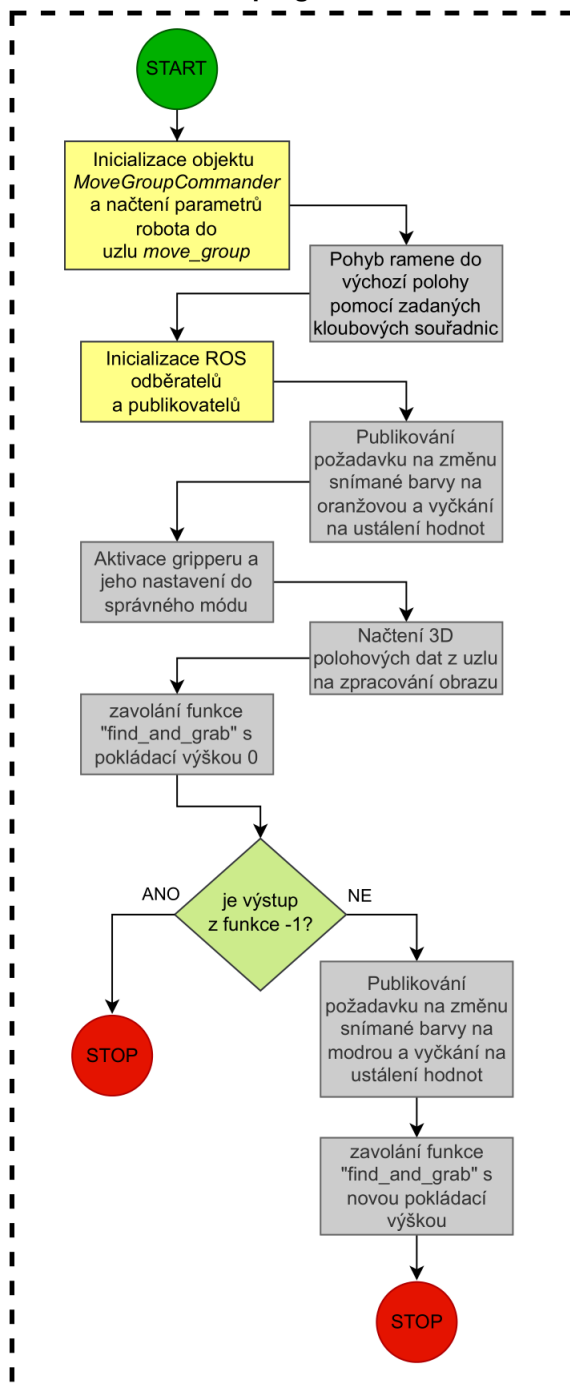 START
Inicializace objektu
MoveGroupCommander
a načtení parametrů
robota do
uzlu move_group
Pohyb ramene do
výchozí polohy
pomocí zadaných
kloubových souřadnic
Inicializace ROS
odběratelů
a publikovatelů
Publikování
požadavku na změnu
snímané barvy na
oranžovou a vyčkání
na ustálení hodnot
Aktivace gripperu a
jeho nastavení do
správného módu
Načtení 3D
polohových dat z uzlu
na zpracování obrazu
zavolání funkce
"find_and_grab" s
pokládací výškou 0
je výstup
z funkce -1?
ANO
NE
STOP
Publikování
požadavku na změnu
snímané barvy na
modrou a vyčkání na
ustálení hodnot
zavolání funkce
"find_and_grab" s
novou pokládací
výškou
STOP